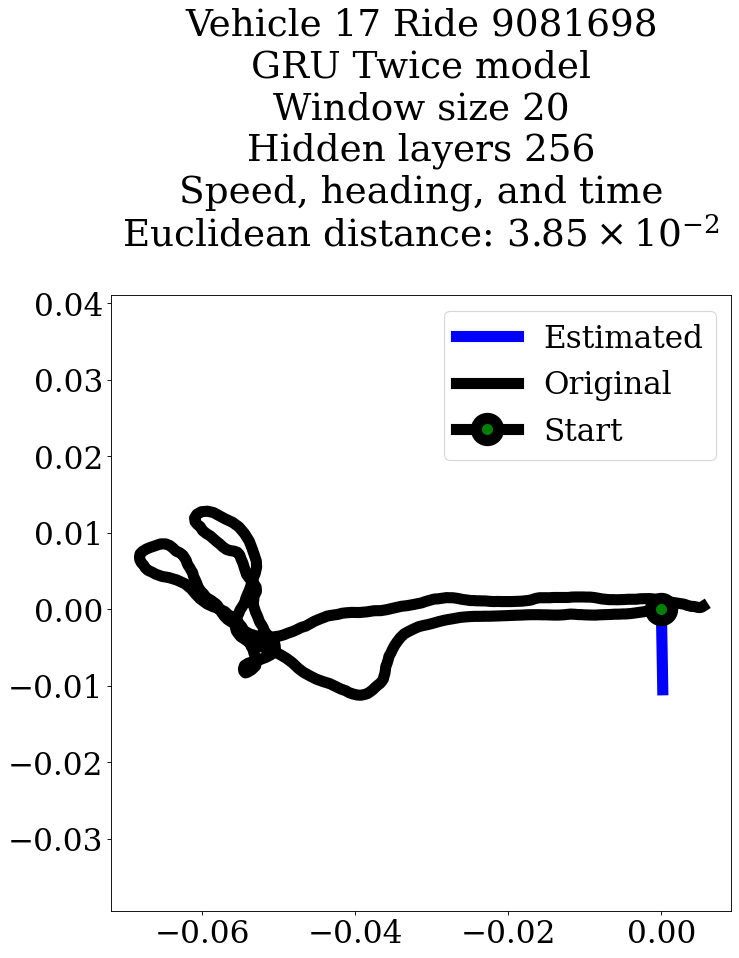 Vehicle 17 Ride 9081698
GRU Twice model
Window size 20
Hidden layers 256
Speed, heading, and time
Euclidean distance: 3.85 × 10⁻²
0.04
0.03
0.02
0.01
0.00
−0.01
−0.02
−0.03
Estimated
Original
Start
−0.06
−0.04
−0.02
0.00